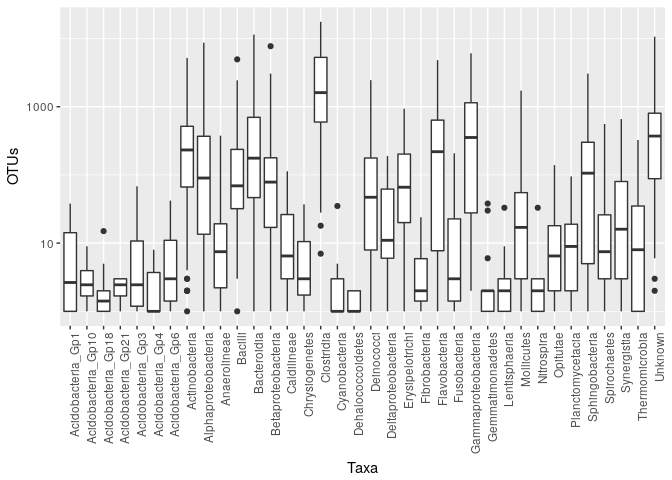 OTUs
1000
10
Acidobacteria_Gp1
Acidobacteria_Gp10
Acidobacteria_Gp18
Acidobacteria_Gp21
Acidobacteria_Gp3
Acidobacteria_Gp4
Acidobacteria_Gp6
Actinobacteria
Alphaproteobacteria
Anaerolineae
Bacilli
Bacteroidia
Betaproteobacteria
Caldilineae
Chrysiogenetes
Clostridia
Cyanobacteria
Dehalococcoidetes
Deinococci
Deltaproteobacteria
Erysipelotrichi
Fibrobacteria
Flavobacteria
Fusobacteria
Gammaproteobacteria
Gemmatimonadetes
Lentisphaeria
Mollicutes
Nitrospira
Opitutae
Planctomycetacia
Sphingobacteria
Spirochaetes
Synergistia
Thermomicrobia
Unknown
Taxa